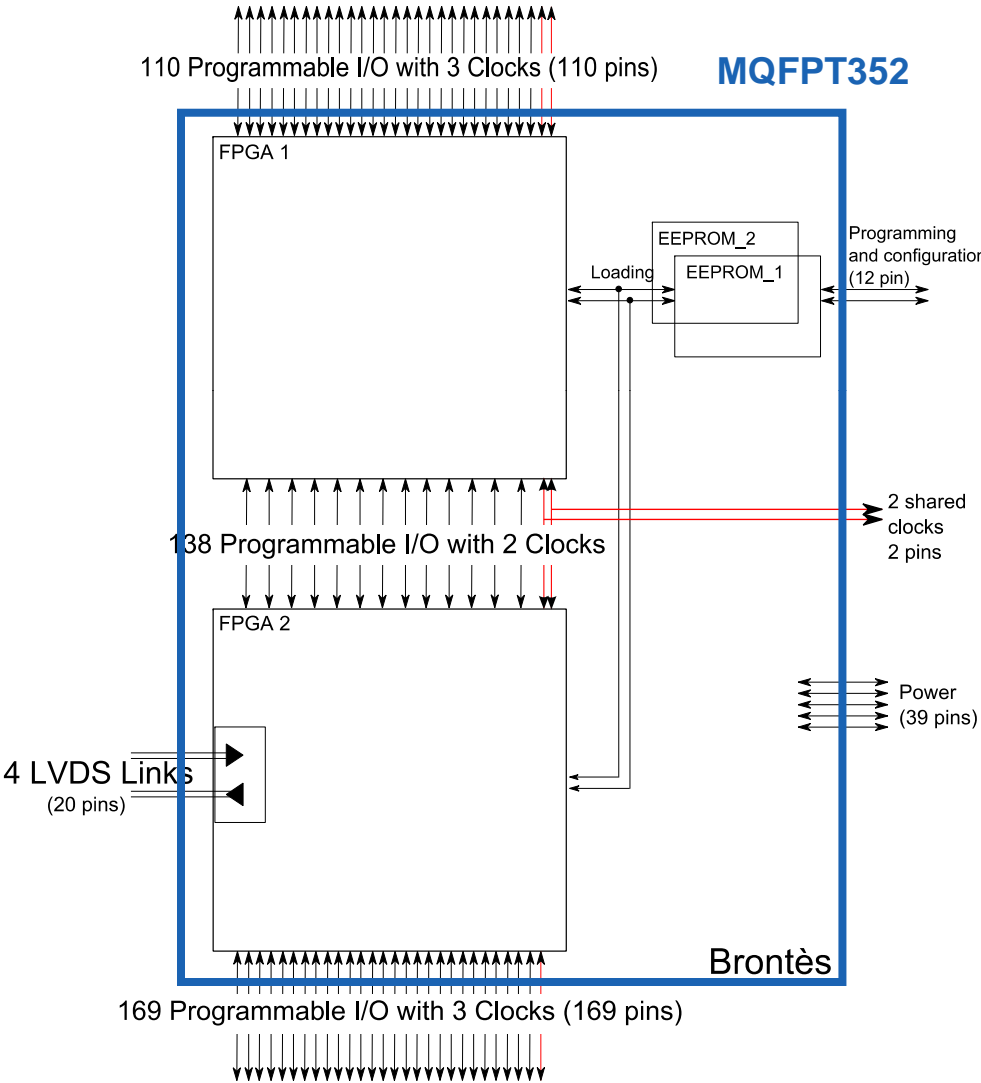 110 Programmable I/O with 3 Clocks (110 pins)
MQFPT352
FPGA 1
EEPROM_2
EEPROM_1
Loading
Programming
and configuration
(12 pin)
138 Programmable I/O with 2 Clocks
2 shared
clocks
2 pins
FPGA 2
Power
(39 pins)
4 LVDS Links
(20 pins)
Brontès
169 Programmable I/O with 3 Clocks (169 pins)